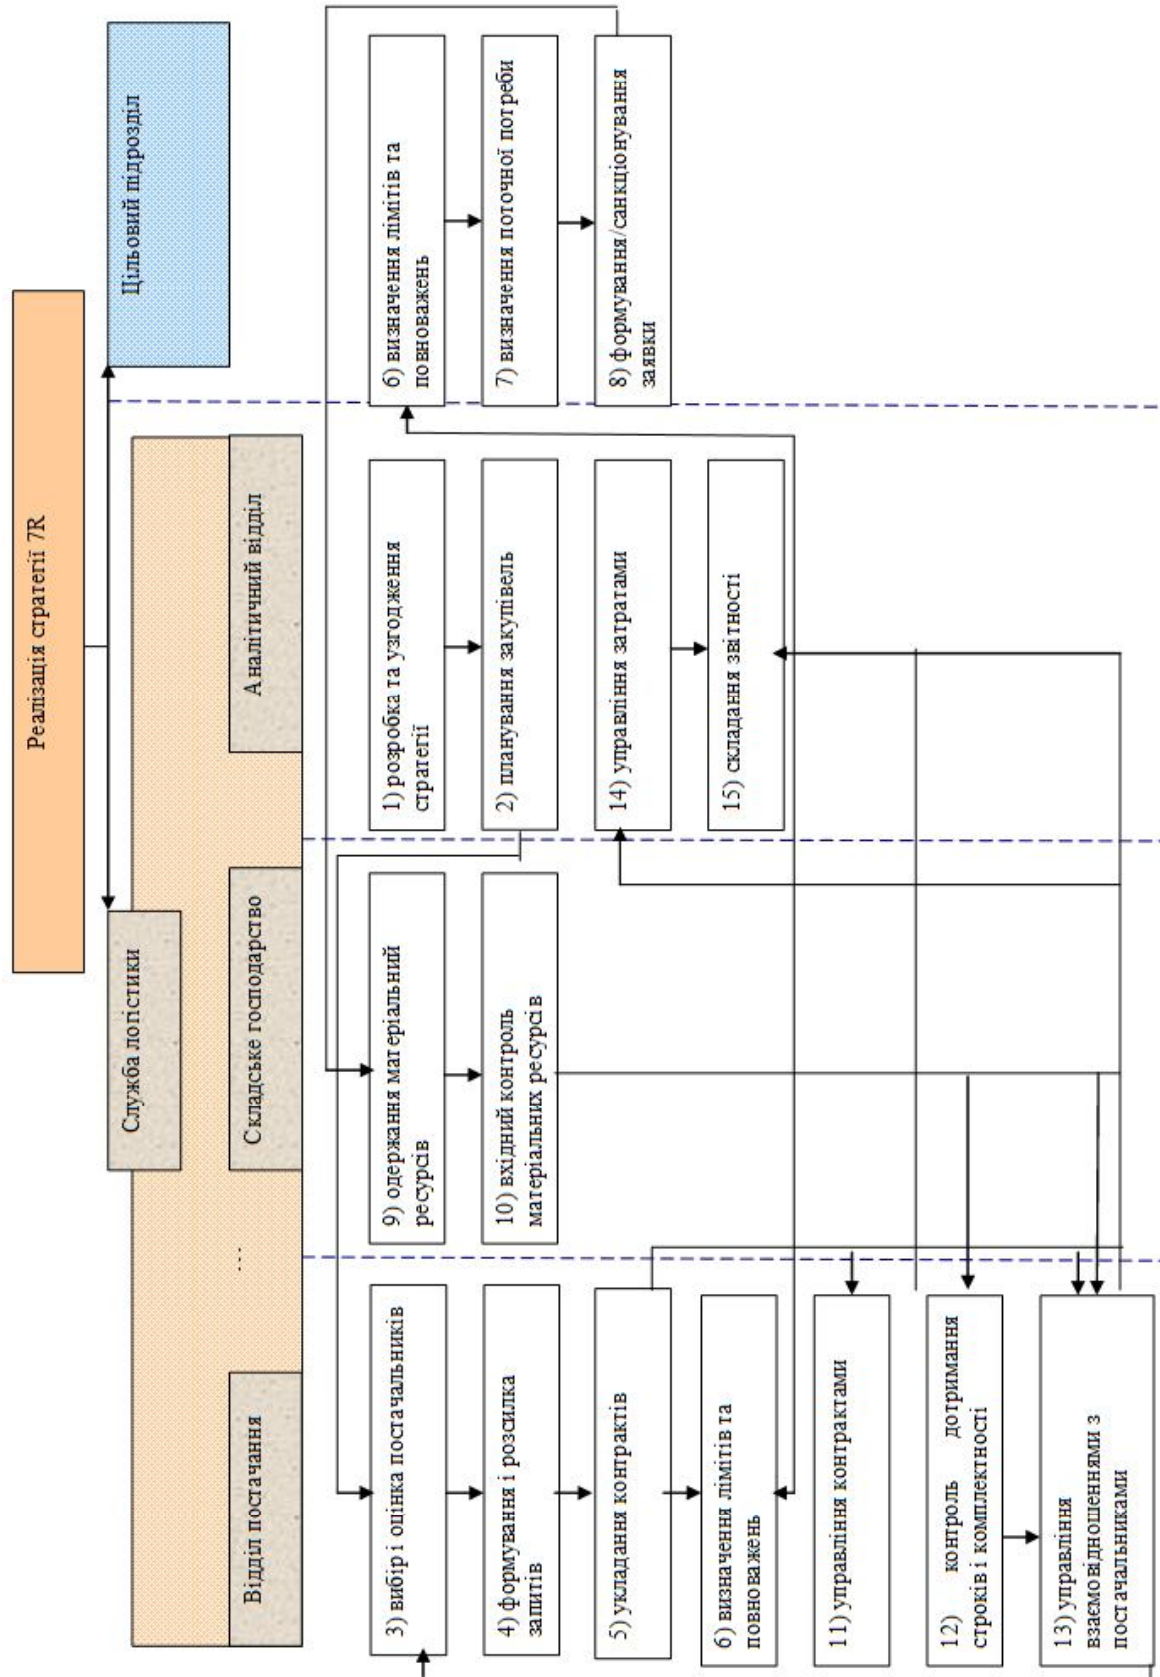 Реалізація стратегії 7R
Служба логістики
Цільовий підрозділ
Відділ постачання
...
Складське господарство
Аналітичний відділ
3) вибір і оцінка постачальників
4) формування і розсилка
запитів
5) укладання контрактів
6) визначення лімітів та
повноважень
11) управління контрактами
12) контроль дотримання
строків і комплектності
13) управління
взаємовідношеннями з
постачальниками
9) одержання матеріальний
ресурсів
10) вхідний контроль
матеріальних ресурсів
1) розробка та узгодження
стратегії
2) планування закупівель
14) управління затратами
15) складання звітності
6) визначення лімітів та
повноважень
7) визначення поточної потреби
8) формування/санкціонування
заявки